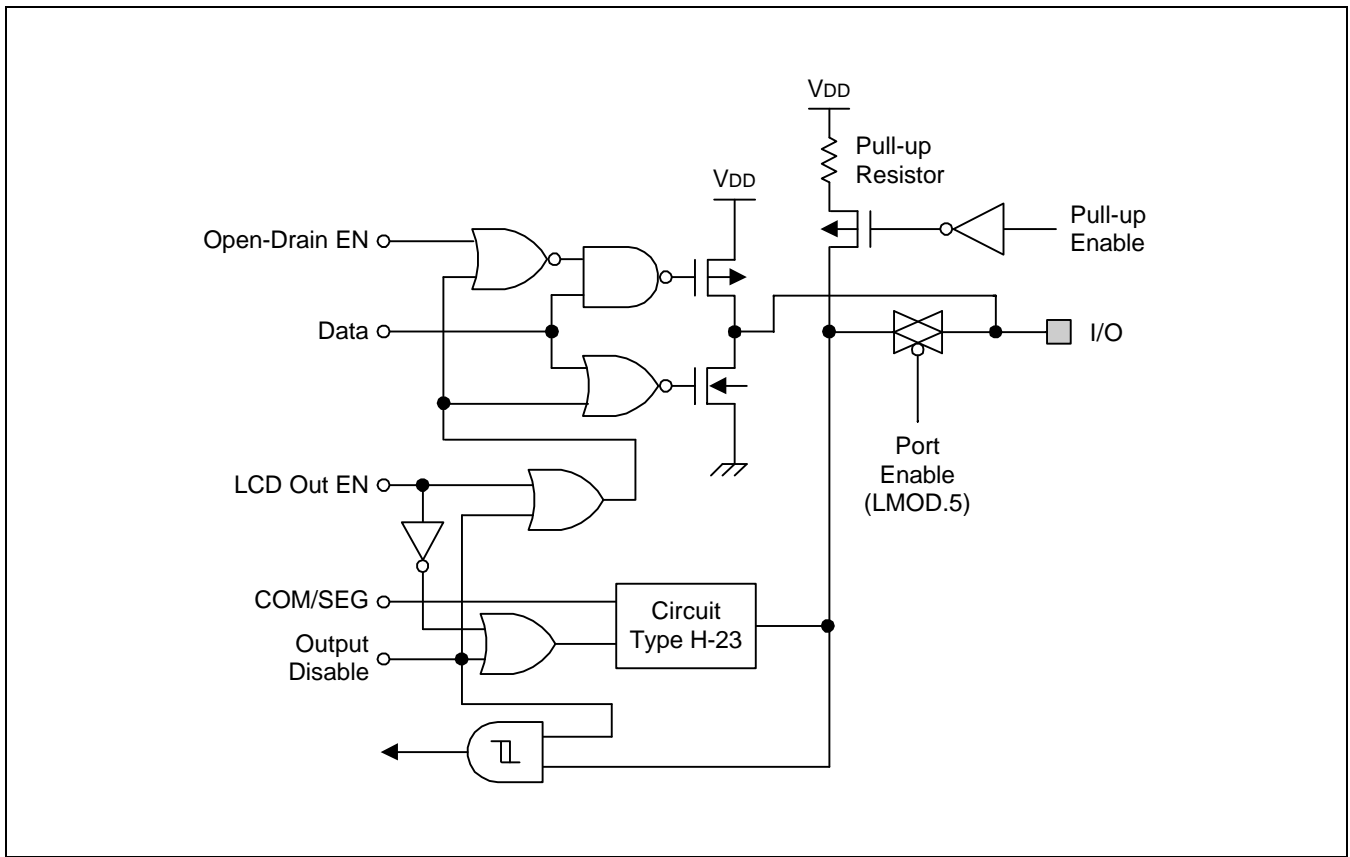 VDD
Pull-up
Resistor
VDD
Pull-up
Enable
Open-Drain EN
Data
I/O
Port
Enable
(LMOD.5)
LCD Out EN
COM/SEG
Circuit
Type H-23
Output
Disable